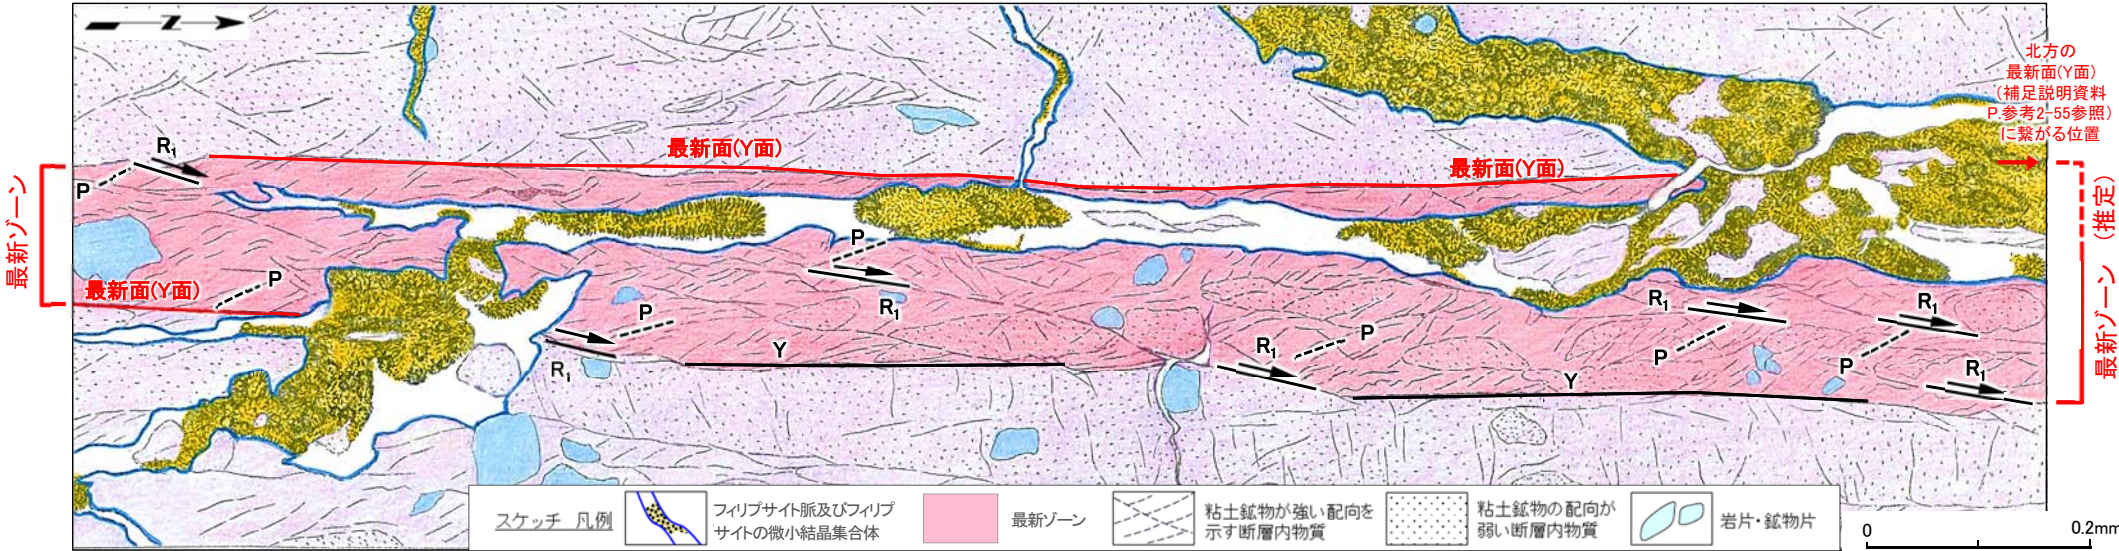 Z
北方の
最新面(Y面)
(補足説明資料
P.参考2-55参照)
に繋がる位置
最新面(Y面)
最新面(Y面)
R1
P
最新ゾーン
最新面(Y面)
P
P
R1
P
R1
Y
R1
P
R1
P
R1
P
Y
R1
最新ゾーン (推定)
スケッチ 凡例
フィリプサイト脈及びフィリプ
サイトの微小結晶集合体
最新ゾーン
粘土鉱物が強い配向を
示す断層内物質
粘土鉱物の配向が
弱い断層内物質
岩片・鉱物片
0 0.2mm